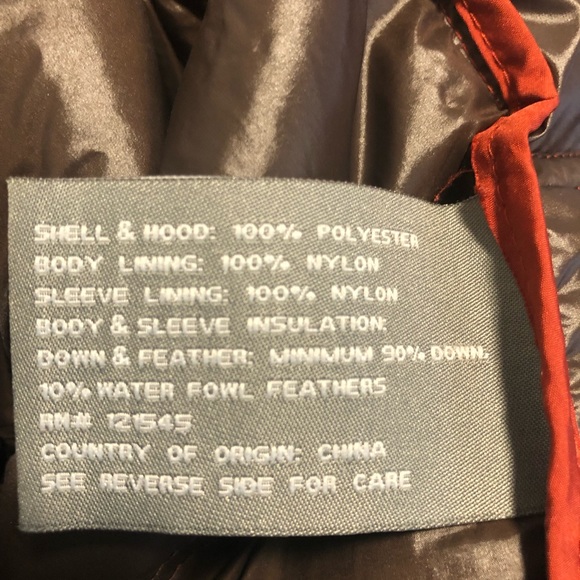 SHELL & HOOD: 100% POLYESTER
BODY LINING: 100% NYLON
SLEEVE LINING: 100% NYLON
BODY & SLEEVE INSULATION:
DOWN & FEATHER: MINIMUM 90% DOWN,
10% WATER FOWL FEATHERS
RN# 121545
COUNTRY OF ORIGIN: CHINA
SEE REVERSE SIDE FOR CARE